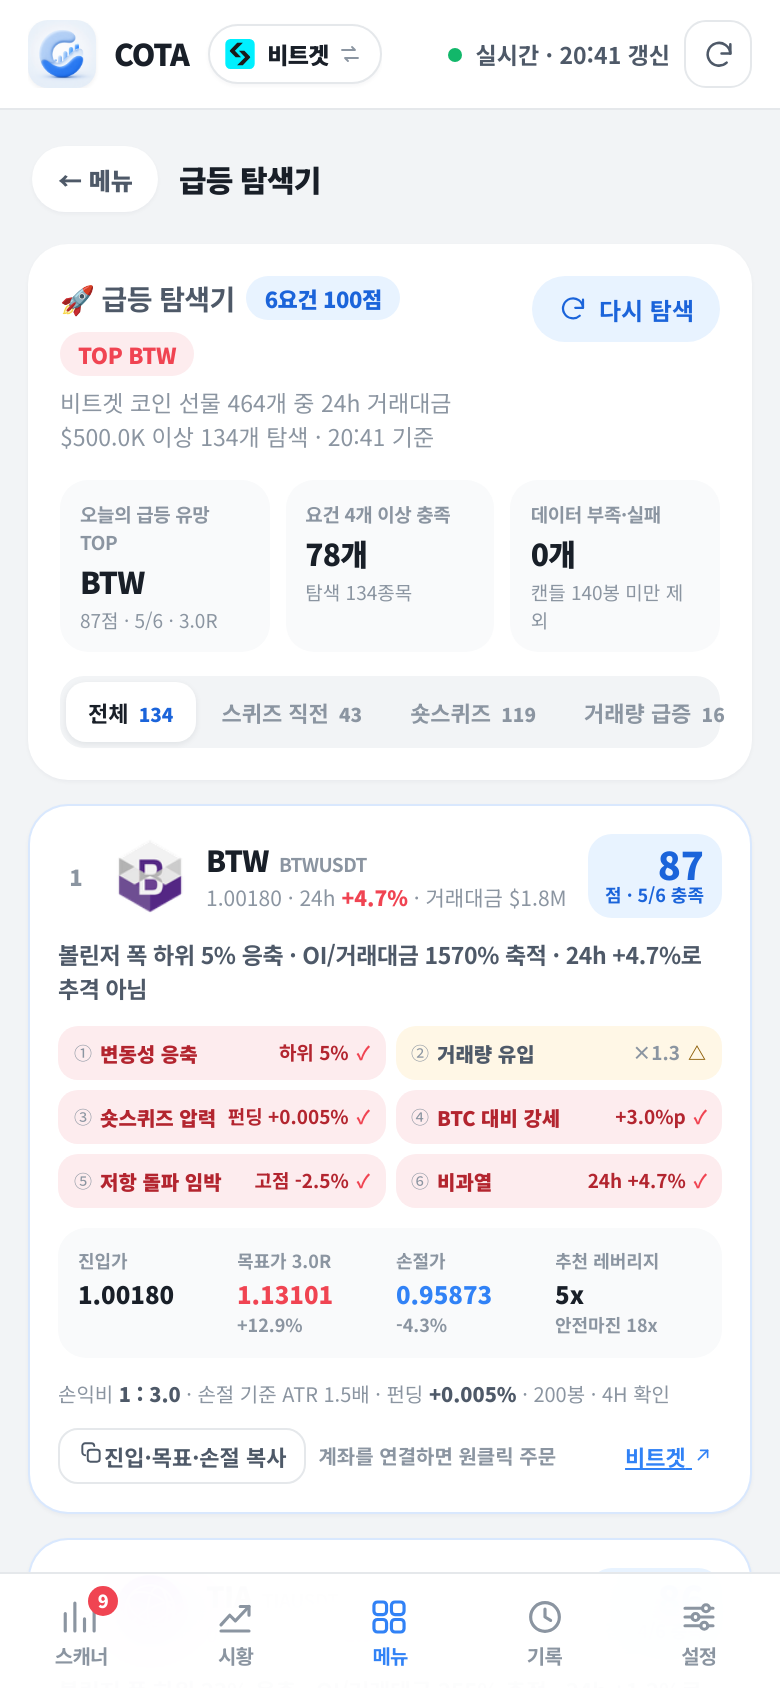 COTA
비트겟
실시간 · 20:41 갱신
← 메뉴
급등 탐색기
🚀 급등 탐색기
6요건 100점
다시 탐색
TOP BTW
비트겟 코인 선물 464개 중 24h 거래대금
$500.0K 이상 134개 탐색 · 20:41 기준
오늘의 급등 유망
TOP
BTW
87점 · 5/6 · 3.0R
요건 4개 이상 충족
78개
탐색 134종목
데이터 부족·실패
0개
캔들 140봉 미만 제
외
전체 134
스퀴즈 직전 43
숏스퀴즈 119
거래량 급증 16
1
BTW BTWUSDT
1.00180 · 24h +4.7% · 거래대금 $1.8M
87
점 · 5/6 충족
볼린저 폭 하위 5% 응축 · OI/거래대금 1570% 축적 · 24h +4.7%로
추격 아님
① 변동성 응축 하위 5% ✓
② 거래량 유입 ×1.3 △
③ 숏스퀴즈 압력 펀딩 +0.005% ✓
④ BTC 대비 강세 +3.0%p ✓
⑤ 저항 돌파 임박 고점 -2.5% ✓
⑥ 비과열 24h +4.7% ✓
진입가
1.00180
목표가 3.0R
1.13101
+12.9%
손절가
0.95873
-4.3%
추천 레버리지
5x
안전마진 18x
손익비 1 : 3.0 · 손절 기준 ATR 1.5배 · 펀딩 +0.005% · 200봉 · 4H 확인
진입·목표·손절 복사
계좌를 연결하면 원클릭 주문
비트겟 ↗
9
스캐너
시황
메뉴
기록
설정